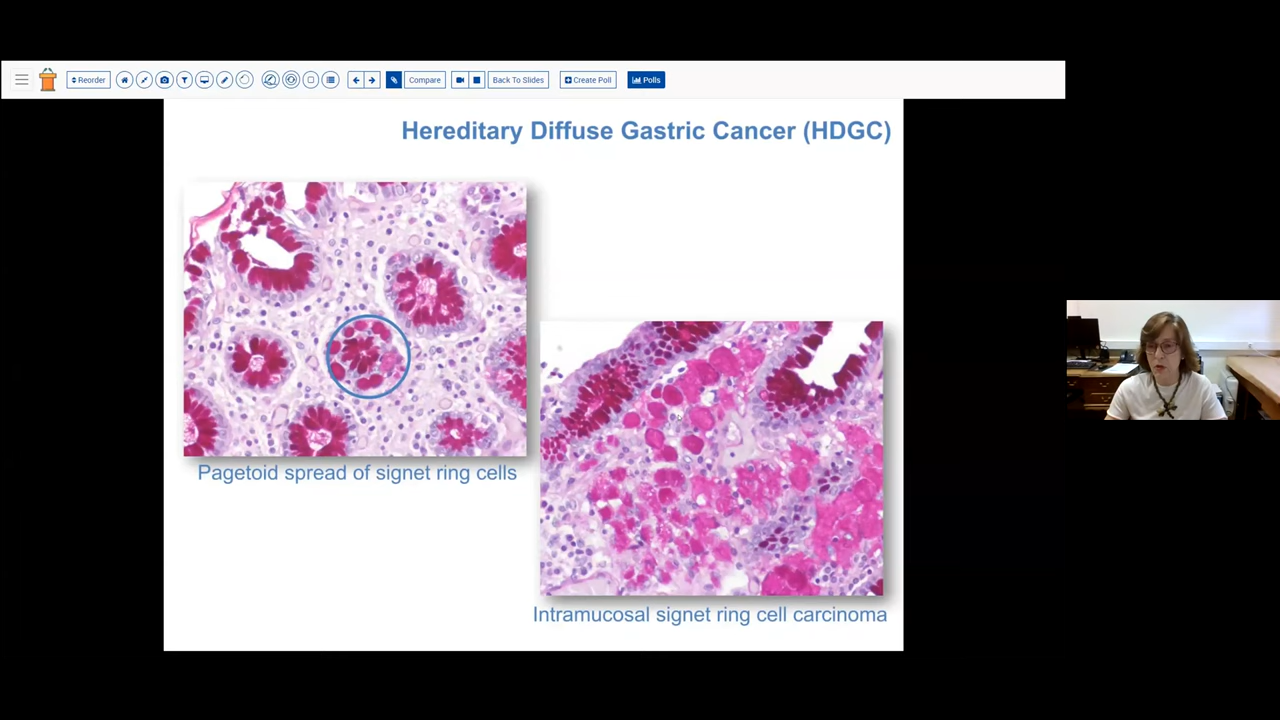 Reorder
Compare
Back To Slides
Create Poll
Polls
Hereditary Diffuse Gastric Cancer (HDGC)
Pagetoid spread of signet ring cells
Intramucosal signet ring cell carcinoma